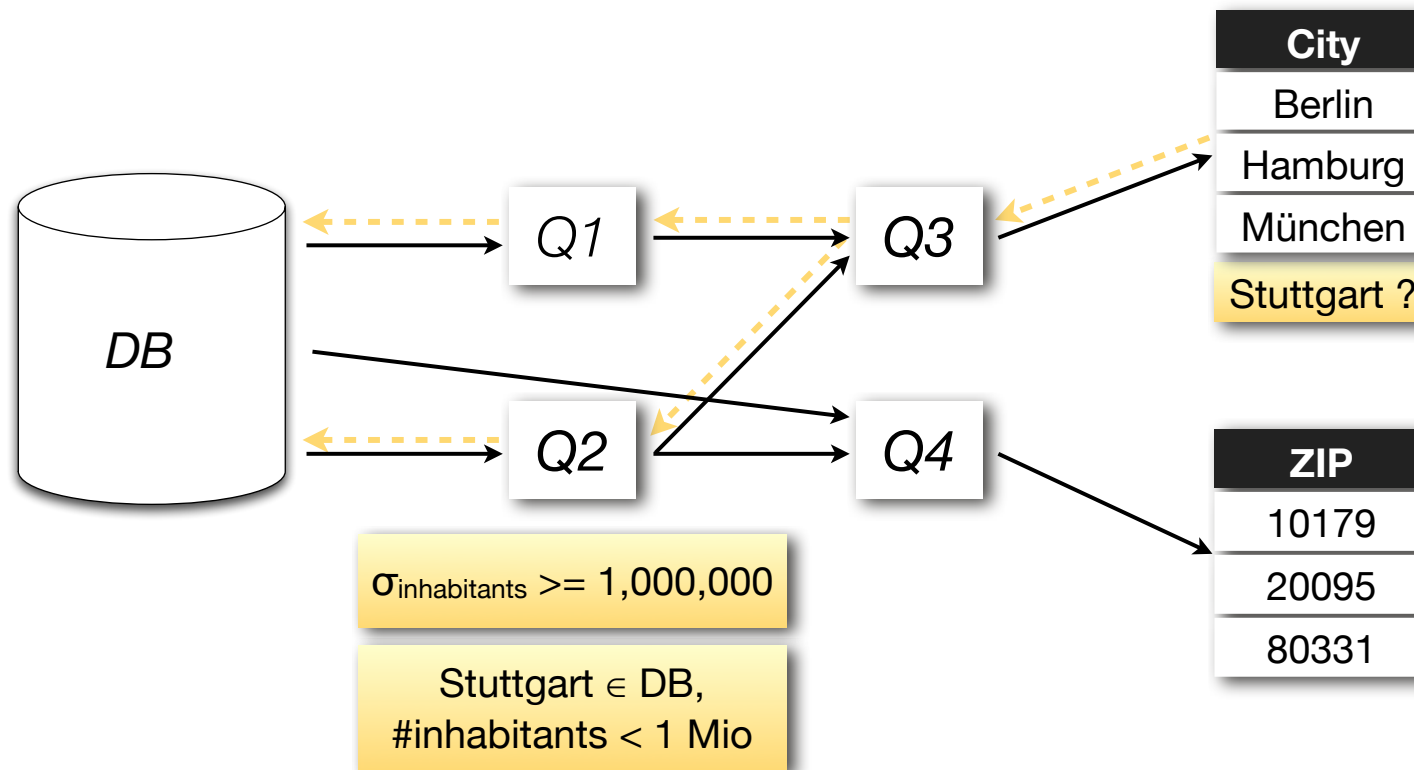 City
Berlin
Hamburg
München
Stuttgart ?
Q1
Q3
DB
Q2
Q4
σinhabitants >= 1,000,000
Stuttgart ∈ DB,
#inhabitants < 1 Mio
ZIP
10179
20095
80331